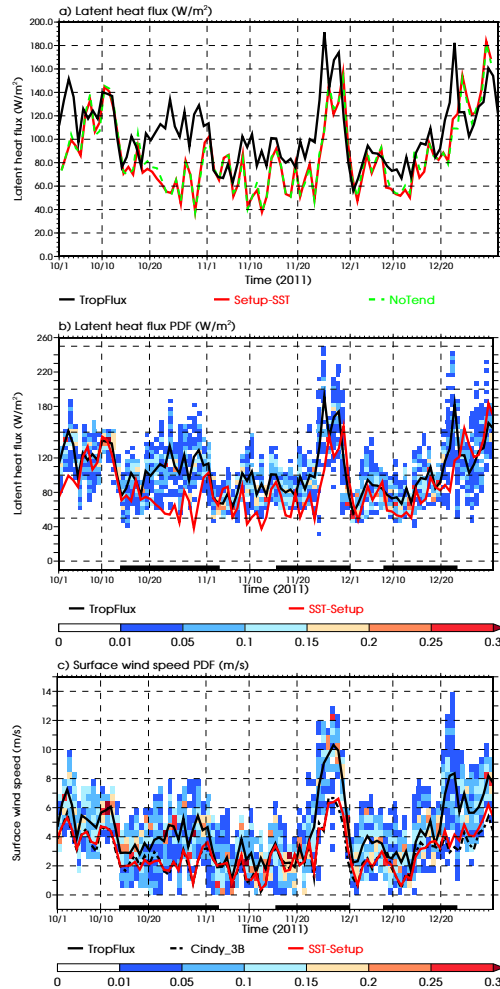 a) Latent heat flux (W/m²)
Latent heat flux (W/m²)
200.0
180.0
160.0
140.0
120.0
100.0
80.0
60.0
40.0
20.0
0.0
10/1 10/10 10/20 11/1 11/10 11/20 12/1 12/10 12/20
Time (2011)
TropFlux Setup-SST NoTend
b) Latent heat flux PDF (W/m²)
Latent heat flux (W/m²)
260
220
180
150
120
80
40
0
10/1 10/10 10/20 11/1 11/10 11/20 12/1 12/10 12/20
Time (2011)
TropFlux SST-Setup
0 0.01 0.05 0.1 0.15 0.2 0.25 0.3
c) Surface wind speed PDF (m/s)
Surface wind speed (m/s)
14
12
10
8
6
4
2
0
10/1 10/10 10/20 11/1 11/10 11/20 12/1 12/10 12/20
Time (2011)
TropFlux Cindy_3B SST-Setup
0 0.01 0.05 0.1 0.15 0.2 0.25 0.3